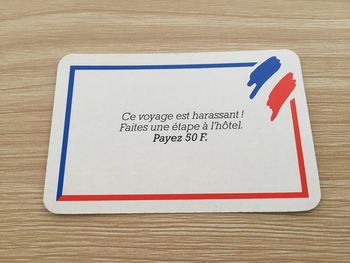 Ce voyage est harassant !
Faites une étape à l'hôtel.
Payez 50 F.